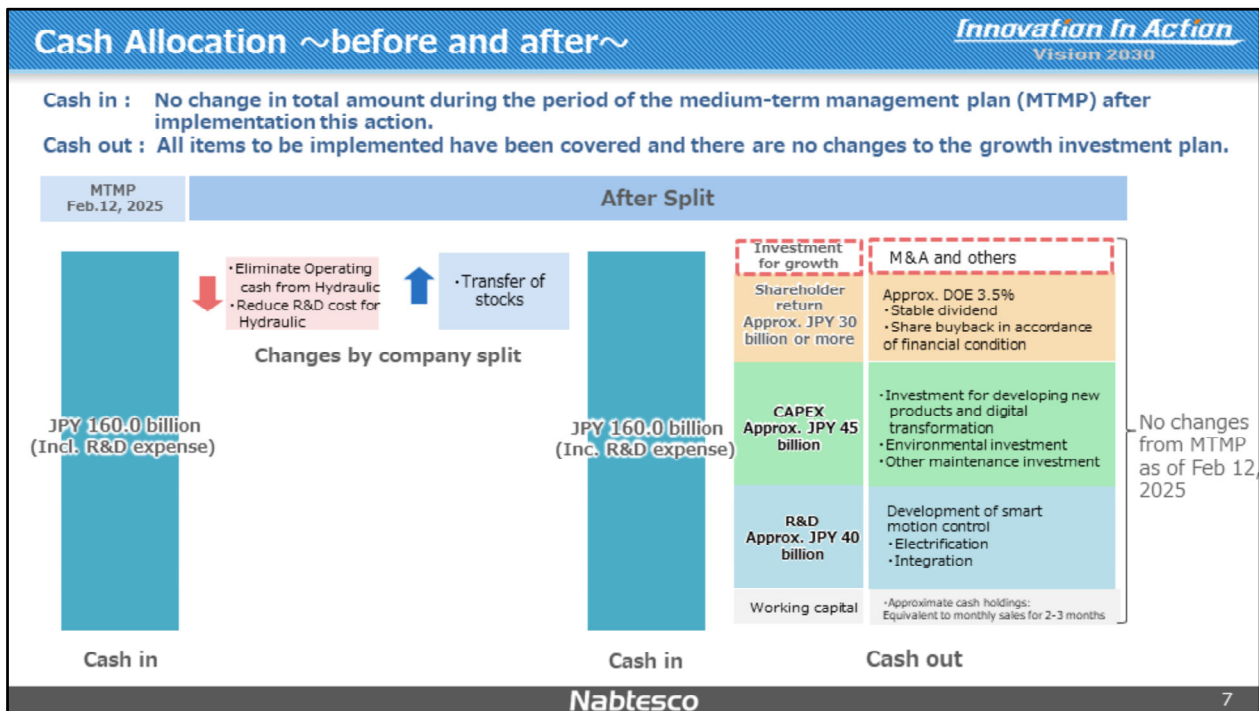 Cash Allocation ～before and after～
Innovation In Action
Vision 2030
Cash in : No change in total amount during the period of the medium-term management plan (MTMP) after
implementation this action.
Cash out : All items to be implemented have been covered and there are no changes to the growth investment plan.
MTMP
Feb.12, 2025
After Split
・Eliminate Operating
cash from Hydraulic
・Reduce R&D cost for
Hydraulic
・Transfer of
stocks
Changes by company split
JPY 160.0 billion
(Incl. R&D expense)
JPY 160.0 billion
(Inc. R&D expense)
Investment
for growth
M&A and others
Shareholder
return
Approx. JPY 30
billion or more
Approx. DOE 3.5%
・Stable dividend
・Share buyback in accordance
of financial condition
CAPEX
Approx. JPY 45
billion
・Investment for developing new
products and digital
transformation
・Environmental investment
・Other maintenance investment
R&D
Approx. JPY 40
billion
Development of smart
motion control
・Electrification
・Integration
Working capital
・Approximate cash holdings:
Equivalent to monthly sales for 2-3 months
No changes
from MTMP
as of Feb 12,
2025
Cash in
Cash in
Cash out
Nabtesco
7